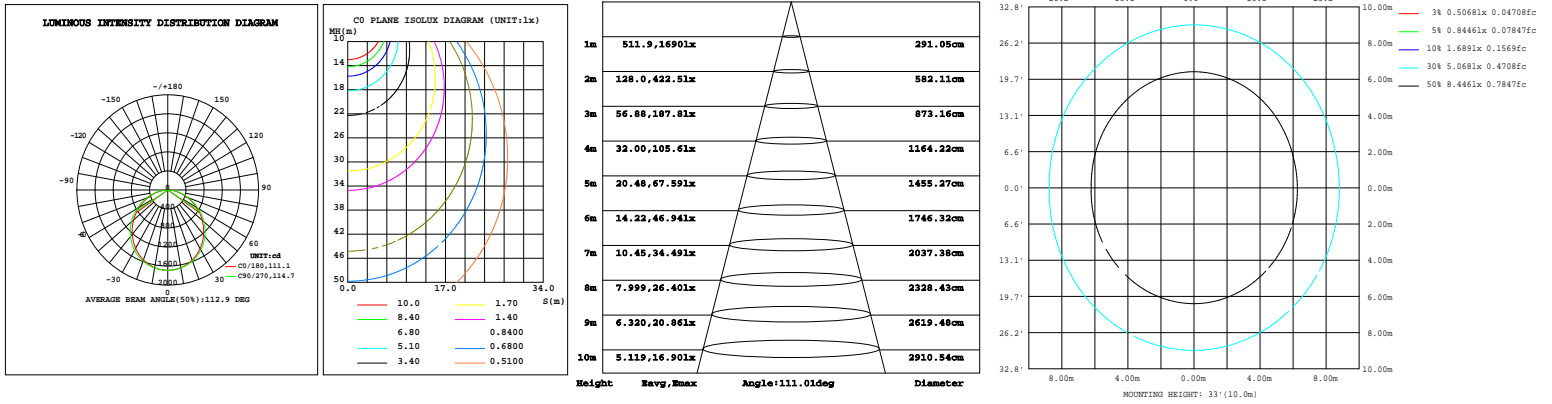 LUMINOUS INTENSITY DISTRIBUTION DIAGRAM
-/+180
-150
150
-120
120
-90
90
0
400
800
1200
1600
2000
60
-30
30
0
UNIT:cd
C0/180,111.1
C90/270,114.7
AVERAGE BEAM ANGLE(50%):112.9 DEG
C0 PLANE ISOLUX DIAGRAM (UNIT:lx)
MH(m)
10
14
18
22
26
30
34
38
42
46
50
0.0
17.0
34.0
S(m)
10.0
1.70
8.40
1.40
6.80
0.8400
5.10
0.6800
3.40
0.5100
1m 511.9,1690lx 291.05cm
2m 128.0,422.5lx 582.11cm
3m 56.88,187.8lx 873.16cm
4m 32.00,105.6lx 1164.22cm
5m 20.48,67.59lx 1455.27cm
6m 14.22,46.94lx 1746.32cm
7m 10.45,34.49lx 2037.38cm
8m 7.999,26.40lx 2328.43cm
9m 6.320,20.86lx 2619.48cm
10m 5.119,16.90lx 2910.54cm
Height Eavg,Emax Angle:111.01deg Diameter
32.8' 10.00m
26.2' 8.00m
19.7' 6.00m
13.1' 4.00m
6.6' 2.00m
0.0' 0.00m
6.6' 2.00m
13.1' 4.00m
19.7' 6.00m
26.2' 8.00m
32.8' 10.00m
8.00m 4.00m 0.00m 4.00m 8.00m
MOUNTING HEIGHT: 33'(10.0m)
3% 0.5068lx 0.04708fc
5% 0.8446lx 0.07847fc
10% 1.689lx 0.1569fc
30% 5.068lx 0.4708fc
50% 8.446lx 0.7847fc